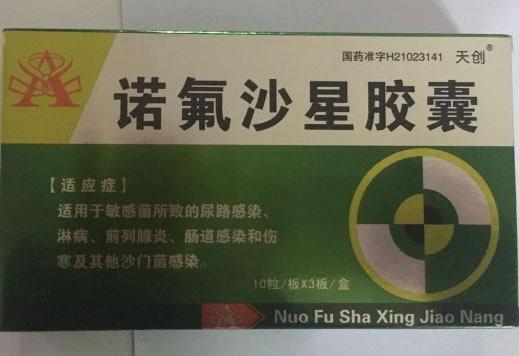 国药准字H21023141 天创®
诺氟沙星胶囊
【适应症】
适用于敏感菌所致的尿路感染、
淋病、前列腺炎、肠道感染和伤
寒及其他沙门菌感染。
10粒/板X3板/盒
Nuo Fu Sha Xing Jiao Nang